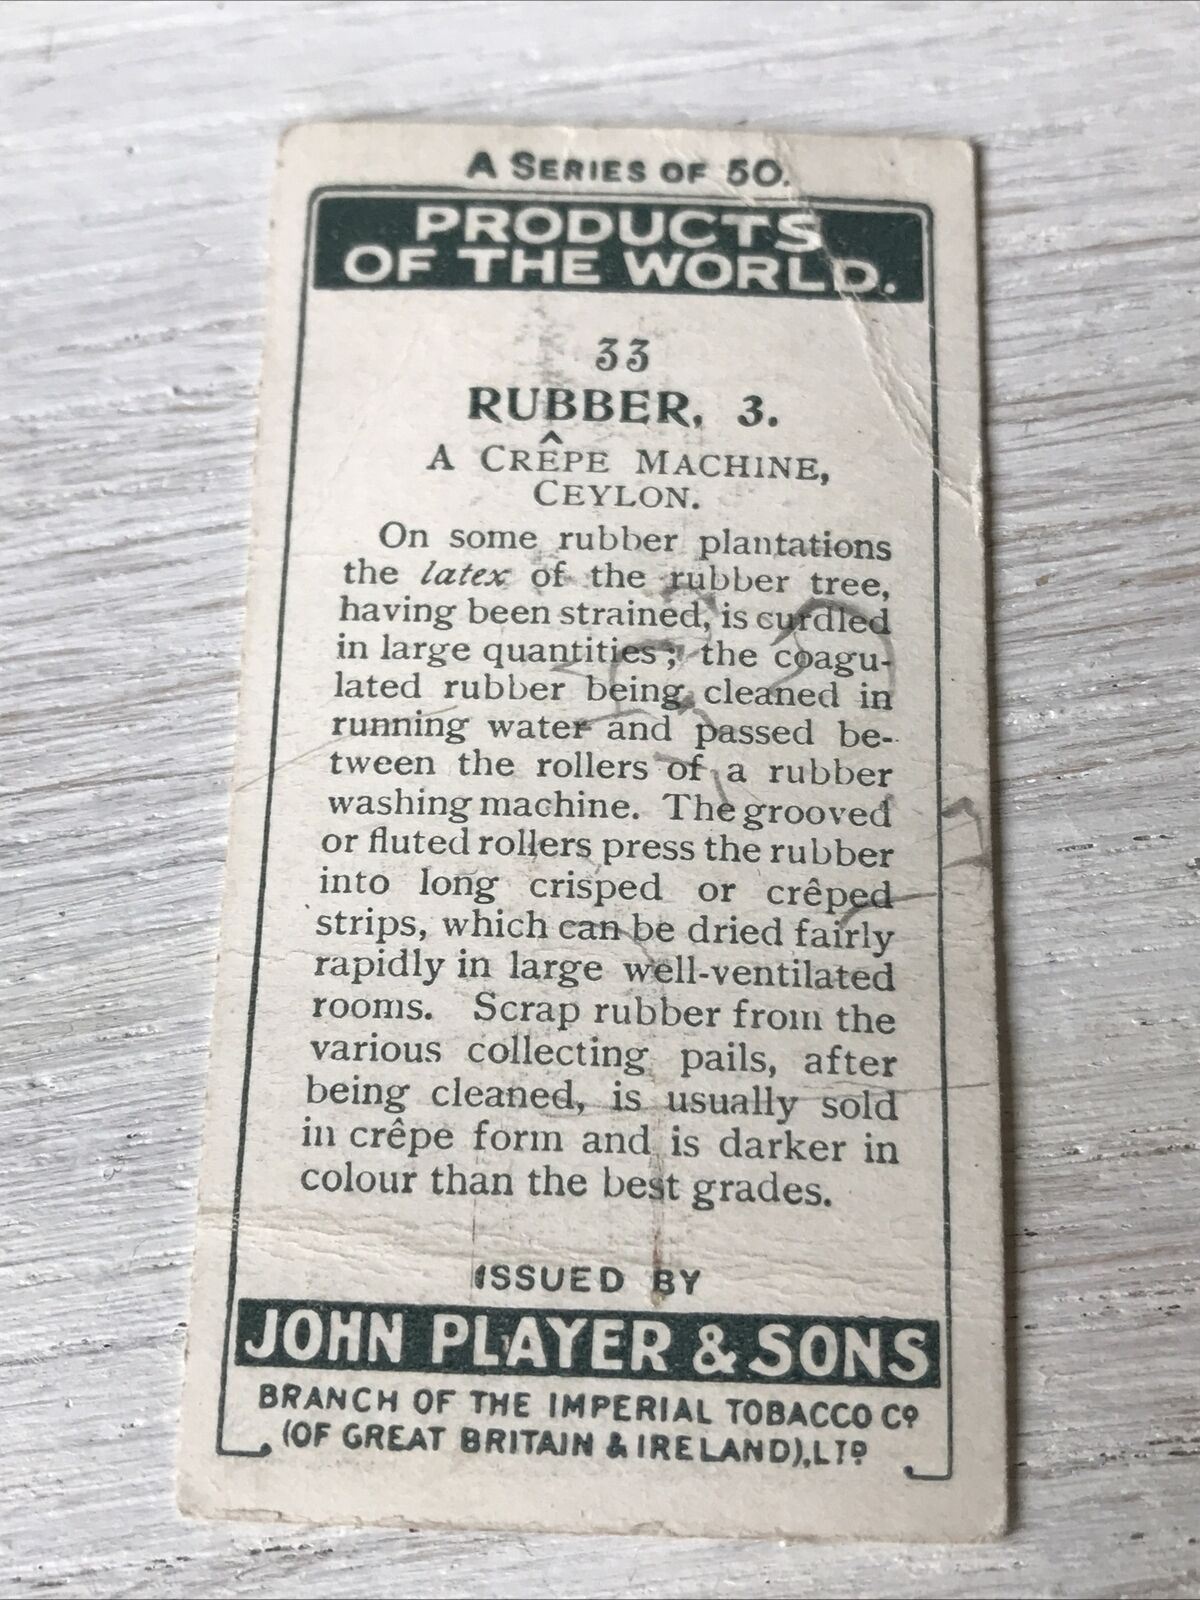 A SERIES OF 50.
PRODUCTS
OF THE WORLD.
33
RUBBER, 3.
A CRÊPE MACHINE,
CEYLON.
On some rubber plantations
the latex of the rubber tree,
having been strained, is curdled
in large quantities; the coagu-
lated rubber being cleaned in
running water and passed be-
tween the rollers of a rubber
washing machine. The grooved
or fluted rollers press the rubber
into long crisped or crêped
strips, which can be dried fairly
rapidly in large well-ventilated
rooms. Scrap rubber from the
various collecting pails, after
being cleaned, is usually sold
in crêpe form and is darker in
colour than the best grades.
ISSUED BY
JOHN PLAYER & SONS
BRANCH OF THE IMPERIAL TOBACCO CO
(OF GREAT BRITAIN & IRELAND), LTD